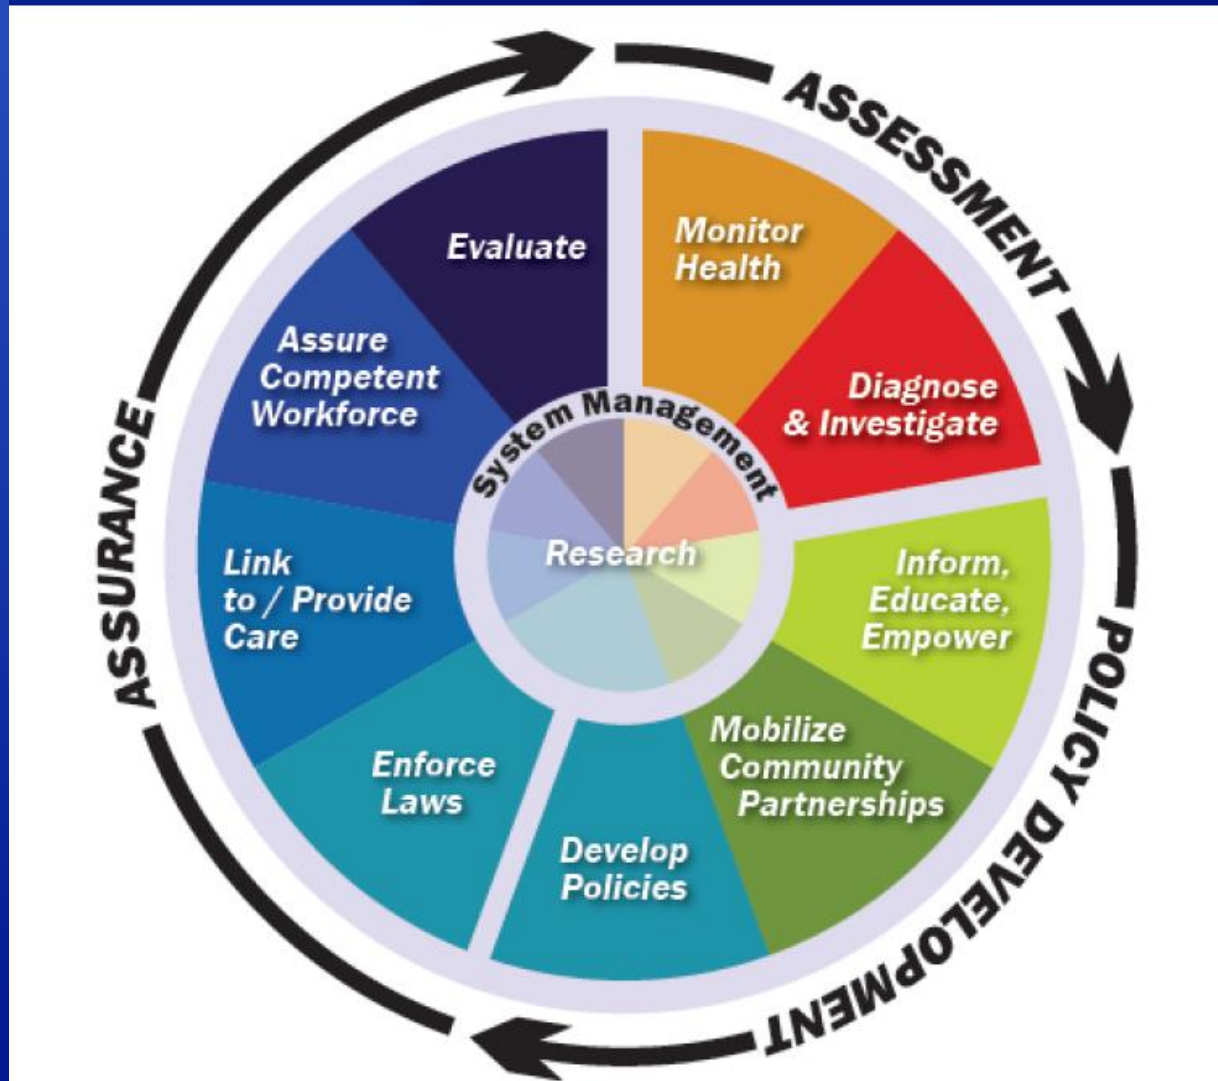 ASSESSMENT
POLICY DEVELOPMENT
ASSURANCE
Monitor
Health
Diagnose
& Investigate
Inform,
Educate,
Empower
Mobilize
Community
Partnerships
Develop
Policies
Enforce
Laws
Link
to / Provide
Care
Assure
Competent
Workforce
Evaluate
System Management
Research